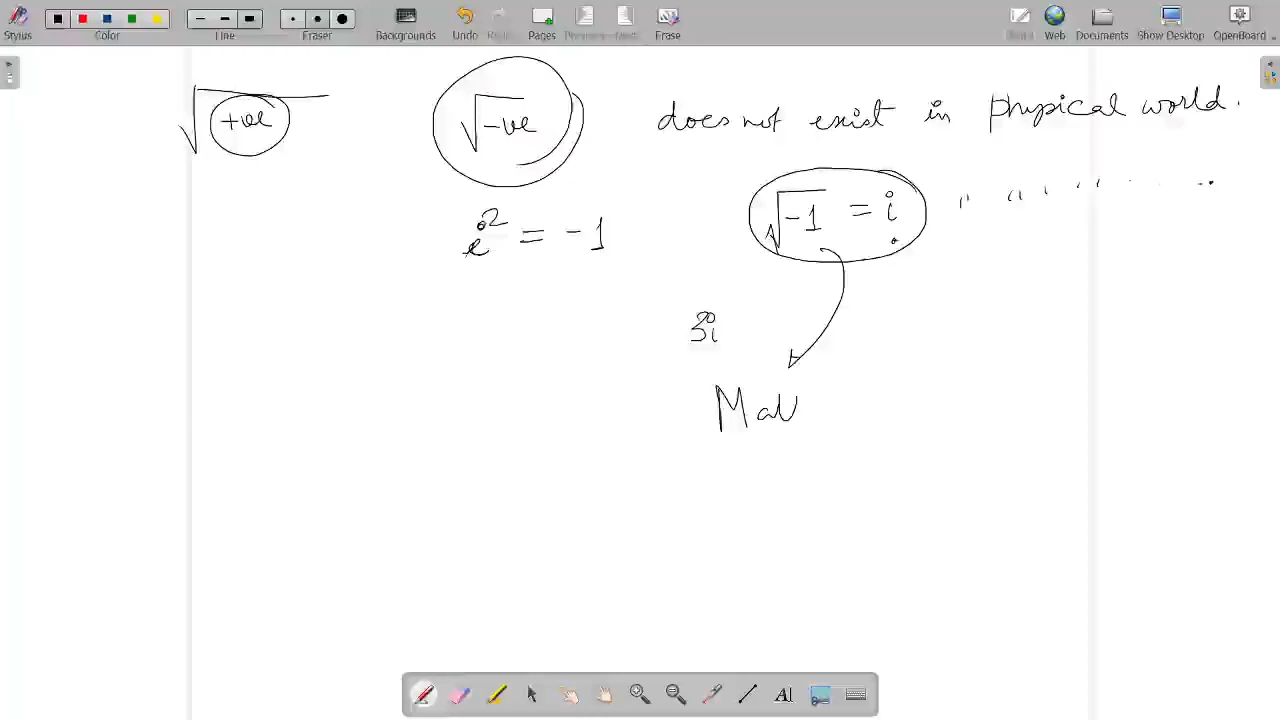 Stylus Color Line Eraser Backgrounds Undo Pages Erase Web Documents Show Desktop OpenBoard
√+ve √-ve does not exist in physical world.
√-1 = i " " " " .
i² = -1
3i
Mat